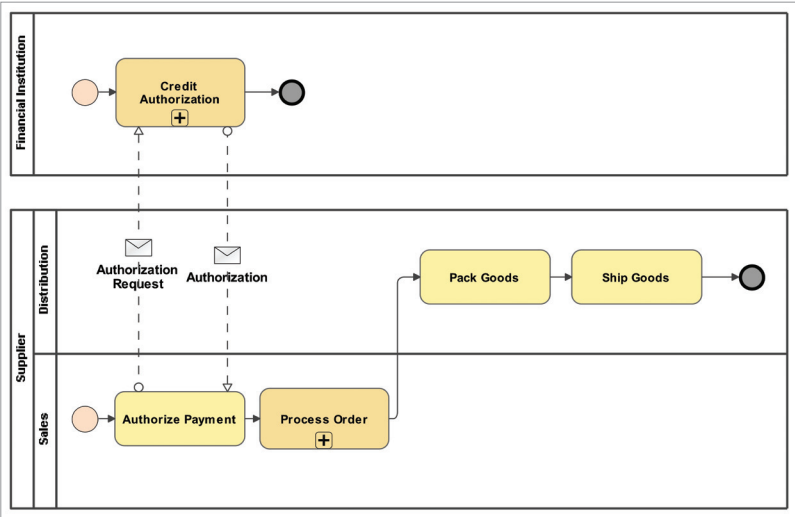 Financial Institution
Credit
Authorization
Supplier
Distribution
Authorization
Request
Authorization
Pack Goods
Ship Goods
Sales
Authorize Payment
Process Order